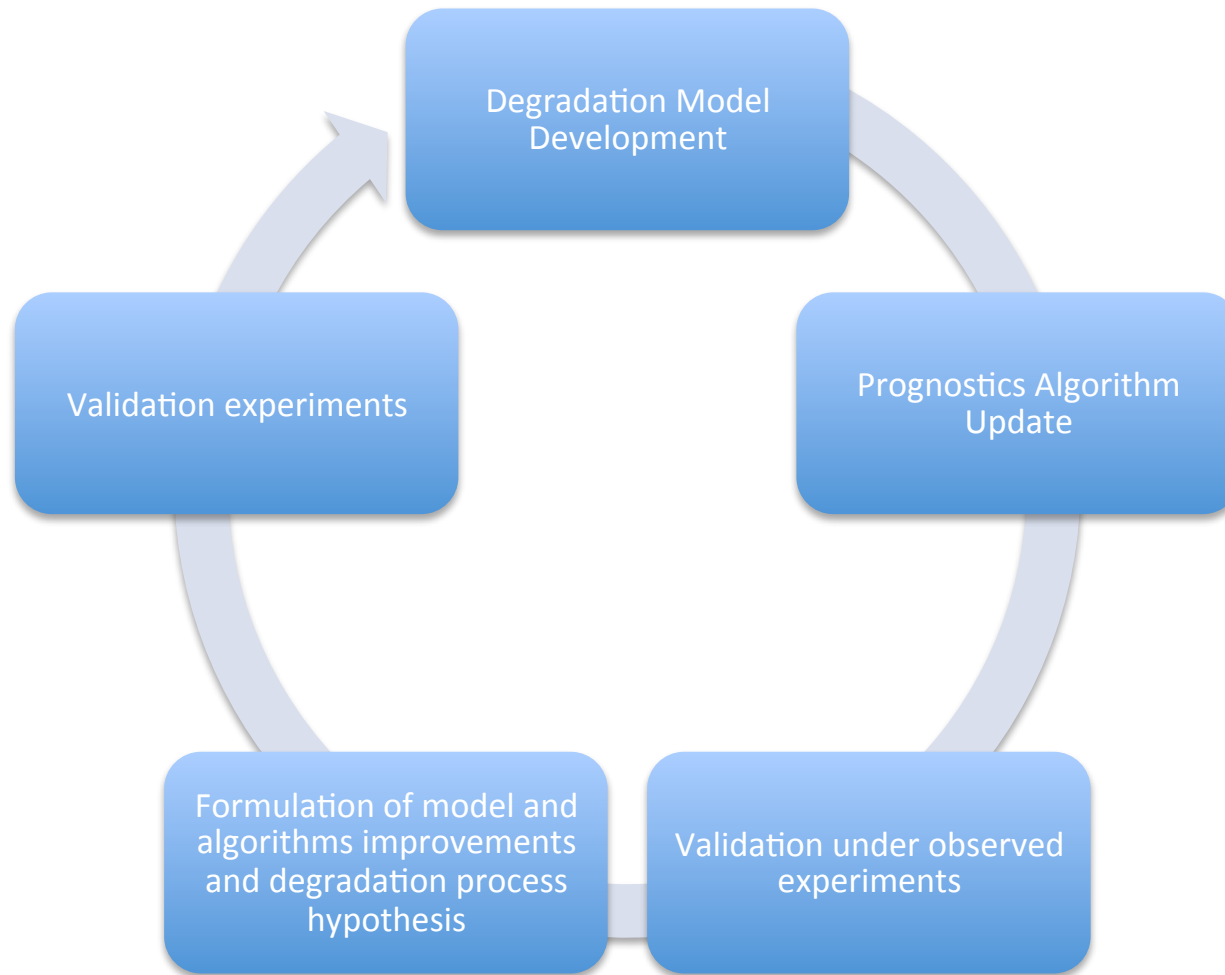 Degradation Model
Development
Prognostics Algorithm
Update
Validation under observed
experiments
Formulation of model and
algorithms improvements
and degradation process
hypothesis
Validation experiments